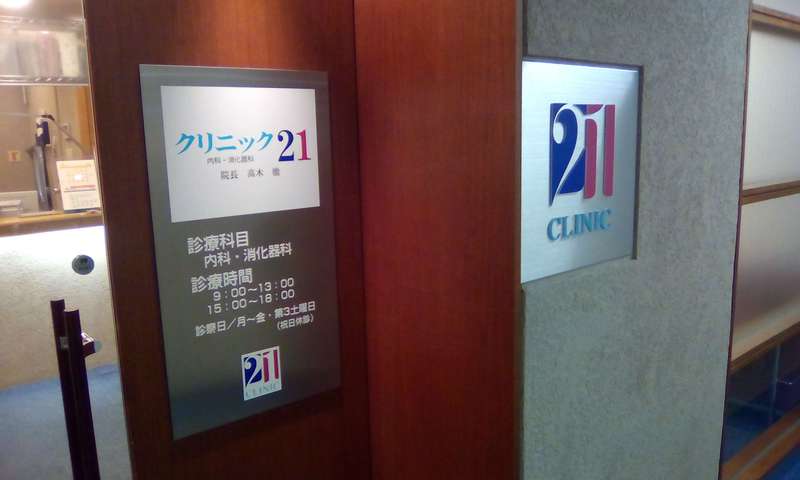 クリニック21
内科・消化器科
院長 高木 徹
診療科目
内科・消化器科
診療時間
9:00～13:00
15:00～18:00
診察日／月～金・第3土曜日
(祝日休診)
21
CLINIC
21
CLINIC